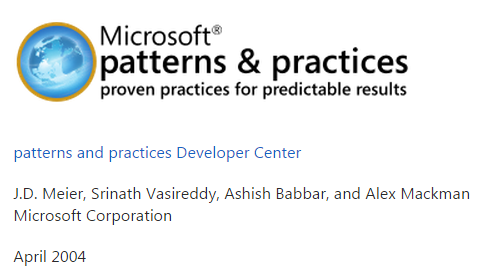 Microsoft®
patterns & practices
proven practices for predictable results
patterns and practices Developer Center
J.D. Meier, Srinath Vasireddy, Ashish Babbar, and Alex Mackman
Microsoft Corporation
April 2004